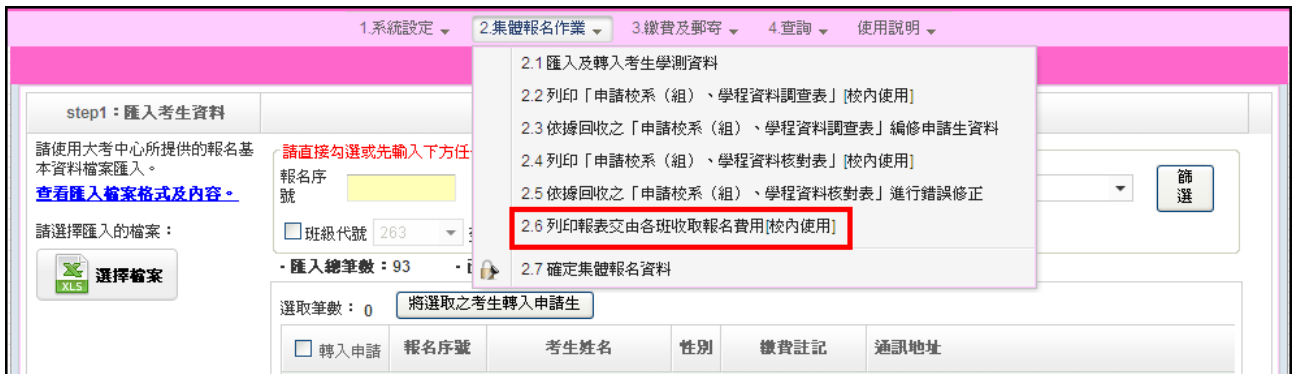 1.系統設定 2.集體報名作業 3.繳費及郵寄 4.查詢 使用說明
2.1 匯入及轉入考生學測資料
2.2 列印「申請校系（組）、學程資料調查表」[校內使用]
2.3 依據回收之「申請校系（組）、學程資料調查表」編修申請生資料
2.4 列印「申請校系（組）、學程資料核對表」[校內使用]
2.5 依據回收之「申請校系（組）、學程資料核對表」進行錯誤修正
2.6 列印報表交由各班收取報名費用[校內使用]
2.7 確定集體報名資料
step1：匯入考生資料
請使用大考中心所提供的報名基
本資料檔案匯入。
查看匯入檔案格式及內容。
請選擇匯入的檔案：
XLS 選擇檔案
請直接勾選或先輸入下方任
報名序
號
篩
選
班級代號 263
‧匯入總筆數：93
選取筆數： 0 將選取之考生轉入申請生
轉入申請 報名序號 考生姓名 性別 繳費註記 通訊地址